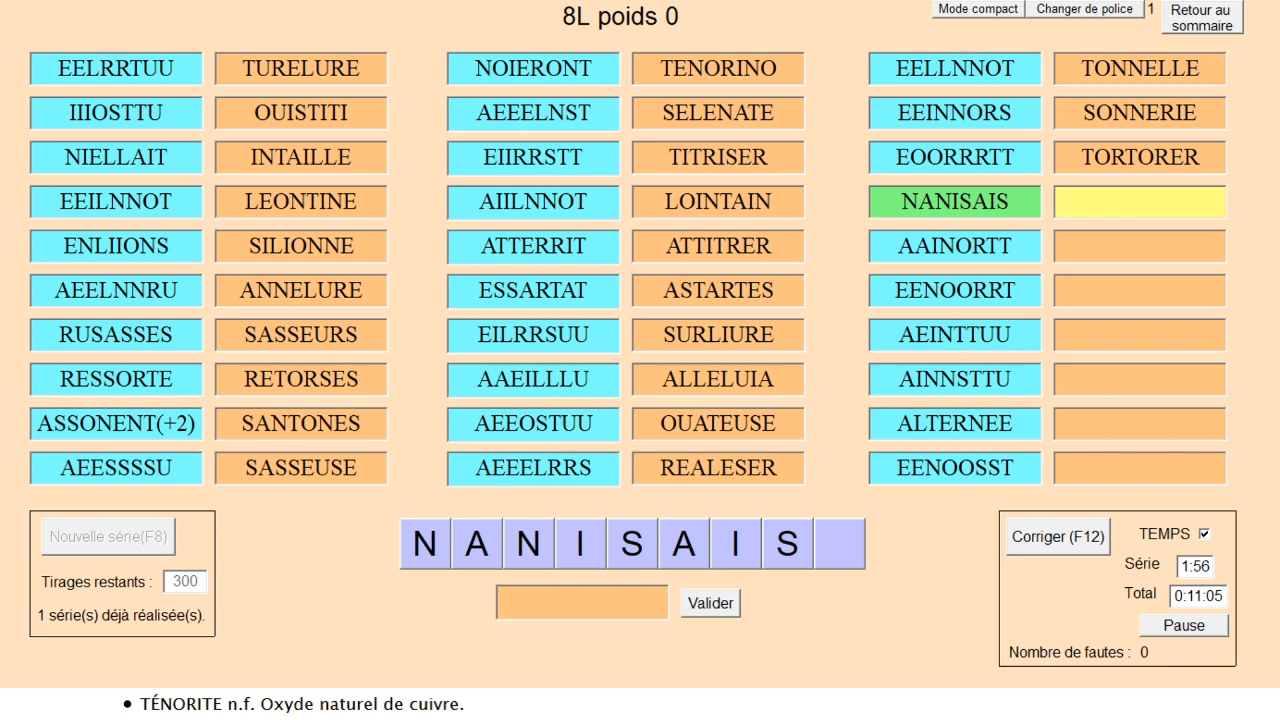 8L poids 0
Mode compact Changer de police 1 Retour au sommaire
EELRRTUU TURELURE NOIERONT TENORINO EELLNNOT TONNELLE
IIIOSTTU OUISTITI AEEELNST SELENATE EEINNORS SONNERIE
NIELLAIT INTAILLE EIIRRSTT TITRISER EOORRRTT TORTORER
EEILNNOT LEONTINE AIILNNOT LOINTAIN NANISAIS
ENLIIONS SILIONNE ATTERRIT ATTITRER AAINORTT
AEELNNRU ANNELURE ESSARTAT ASTARTES EENOORRT
RUSASSES SASSEURS EILRRSUU SURLIURE AEINTTUU
RESSORTE RETORSES AAEILLLU ALLELUIA AINNSTTU
ASSONENT(+2) SANTONES AEEOSTUU OUATEUSE ALTERNEE
AEESSSSU SASSEUSE AEEELRRS REALESER EENOOSST
Nouvelle série(F8)
Tirages restants : 300
1 série(s) déjà réalisée(s).
N A N I S A I S
Valider
Corriger (F12) TEMPS
Série 1:56
Total 0:11:05
Pause
Nombre de fautes : 0
• TÉNORITE n.f. Oxyde naturel de cuivre.